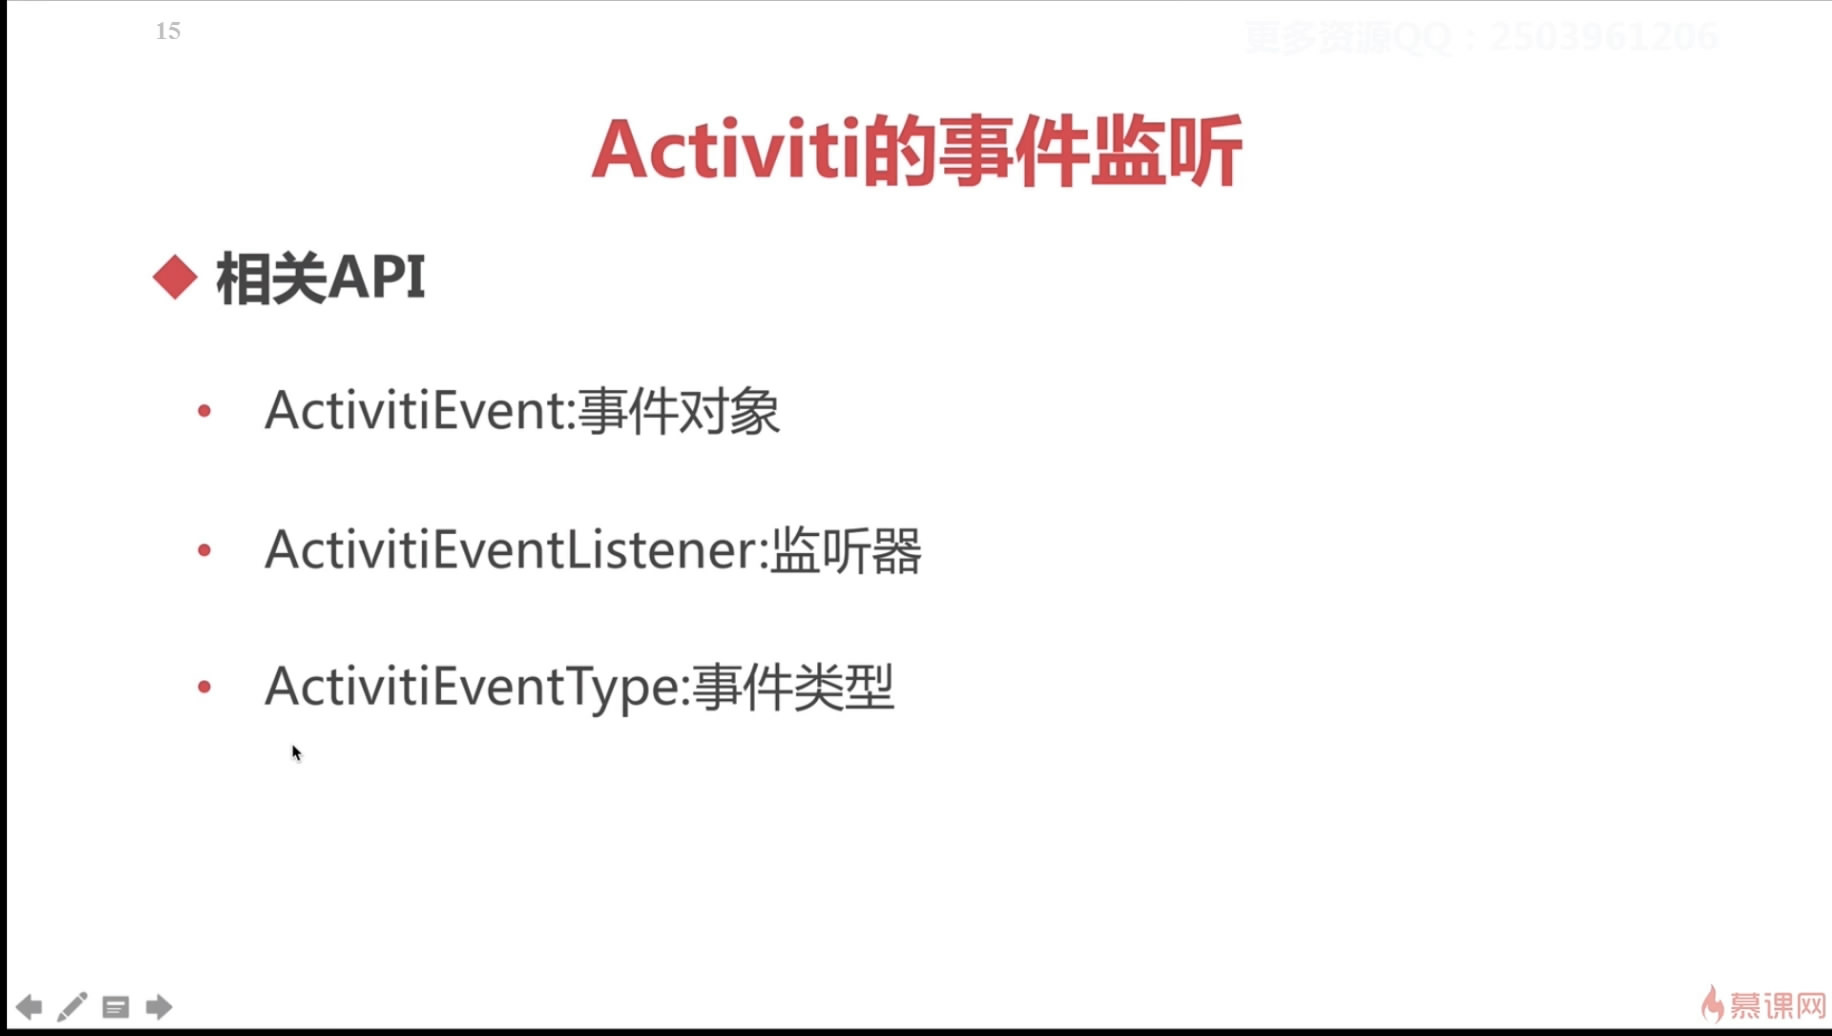 15
更多资源QQ：2503961206
Activiti的事件监听
相关API
ActivitiEvent:事件对象
ActivitiEventListener:监听器
ActivitiEventType:事件类型
慕课网